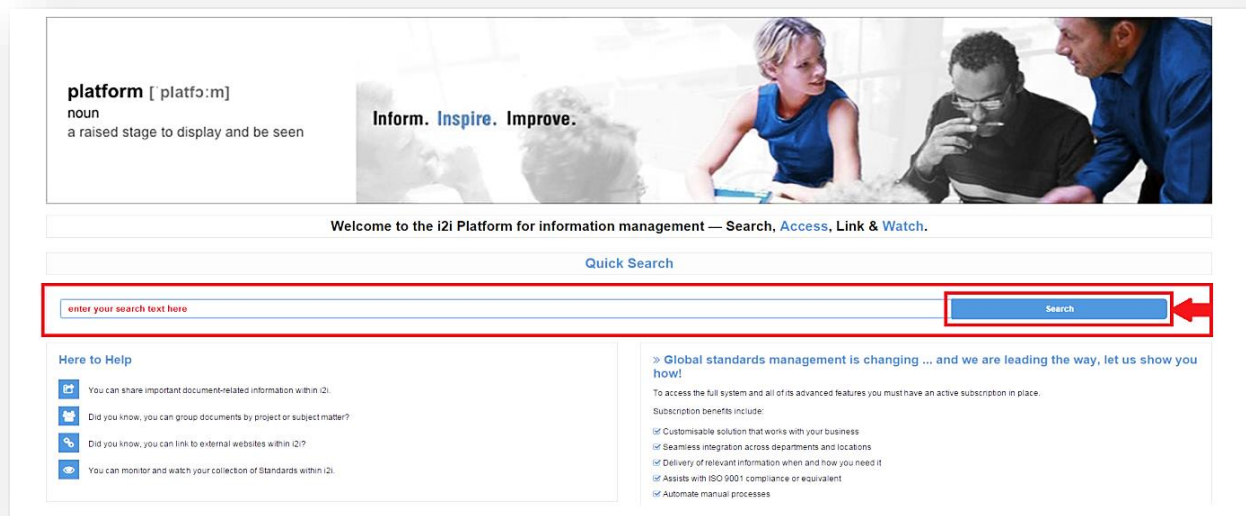 platform [ˈplatfɔːm]
noun
a raised stage to display and be seen
Inform. Inspire. Improve.
Welcome to the i2i Platform for information management — Search, Access, Link & Watch.
Quick Search
enter your search text here
Search
Here to Help
You can share important document-related information within i2i.
Did you know, you can group documents by project or subject matter?
Did you know, you can link to external websites within i2i?
You can monitor and watch your collection of Standards within i2i.
» Global standards management is changing ... and we are leading the way, let us show you
how!
To access the full system and all of its advanced features you must have an active subscription in place.
Subscription benefits include:
Customisable solution that works with your business
Seamless integration across departments and locations
Delivery of relevant information when and how you need it
Assists with ISO 9001 compliance or equivalent
Automate manual processes